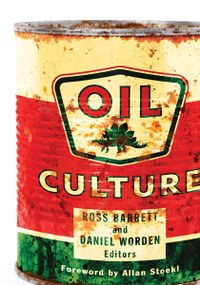 OIL
CULTURE
ROSS BARRETT
and
DANIEL WORDEN
Editors
Foreword by Allan Stoekl